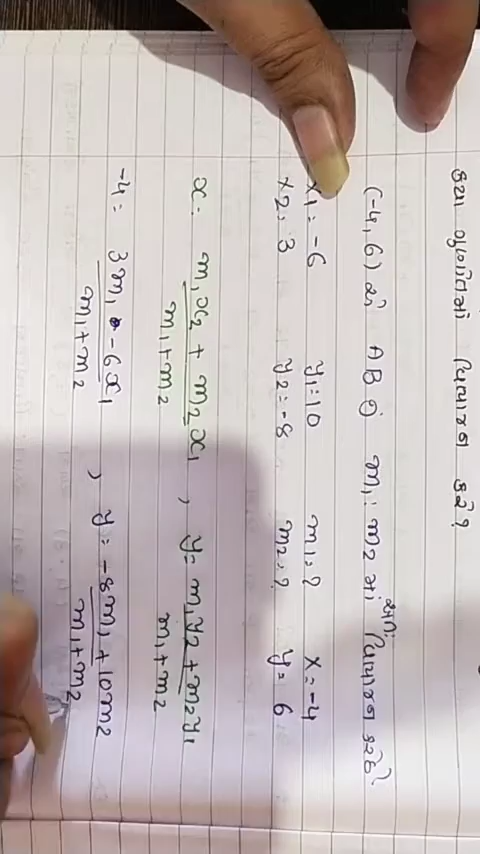 કયા ગુણોત્તરમાં વિભાજન કરે?
(-4, 6) એ AB નું m1 : m2 માં અંતઃ વિભાજન કરે છે.
x1 = -6 y1 = 10 m1 = ? x = -4
x2 = 3 y2 = -8 m2 = ? y = 6
x = m1x2 + m2x1 / m1 + m2 , y = m1y2 + m2y1 / m1 + m2
-4 = 3m1 - 6x1 / m1 + m2 , y = -8m1 + 10m2 / m1 + m2